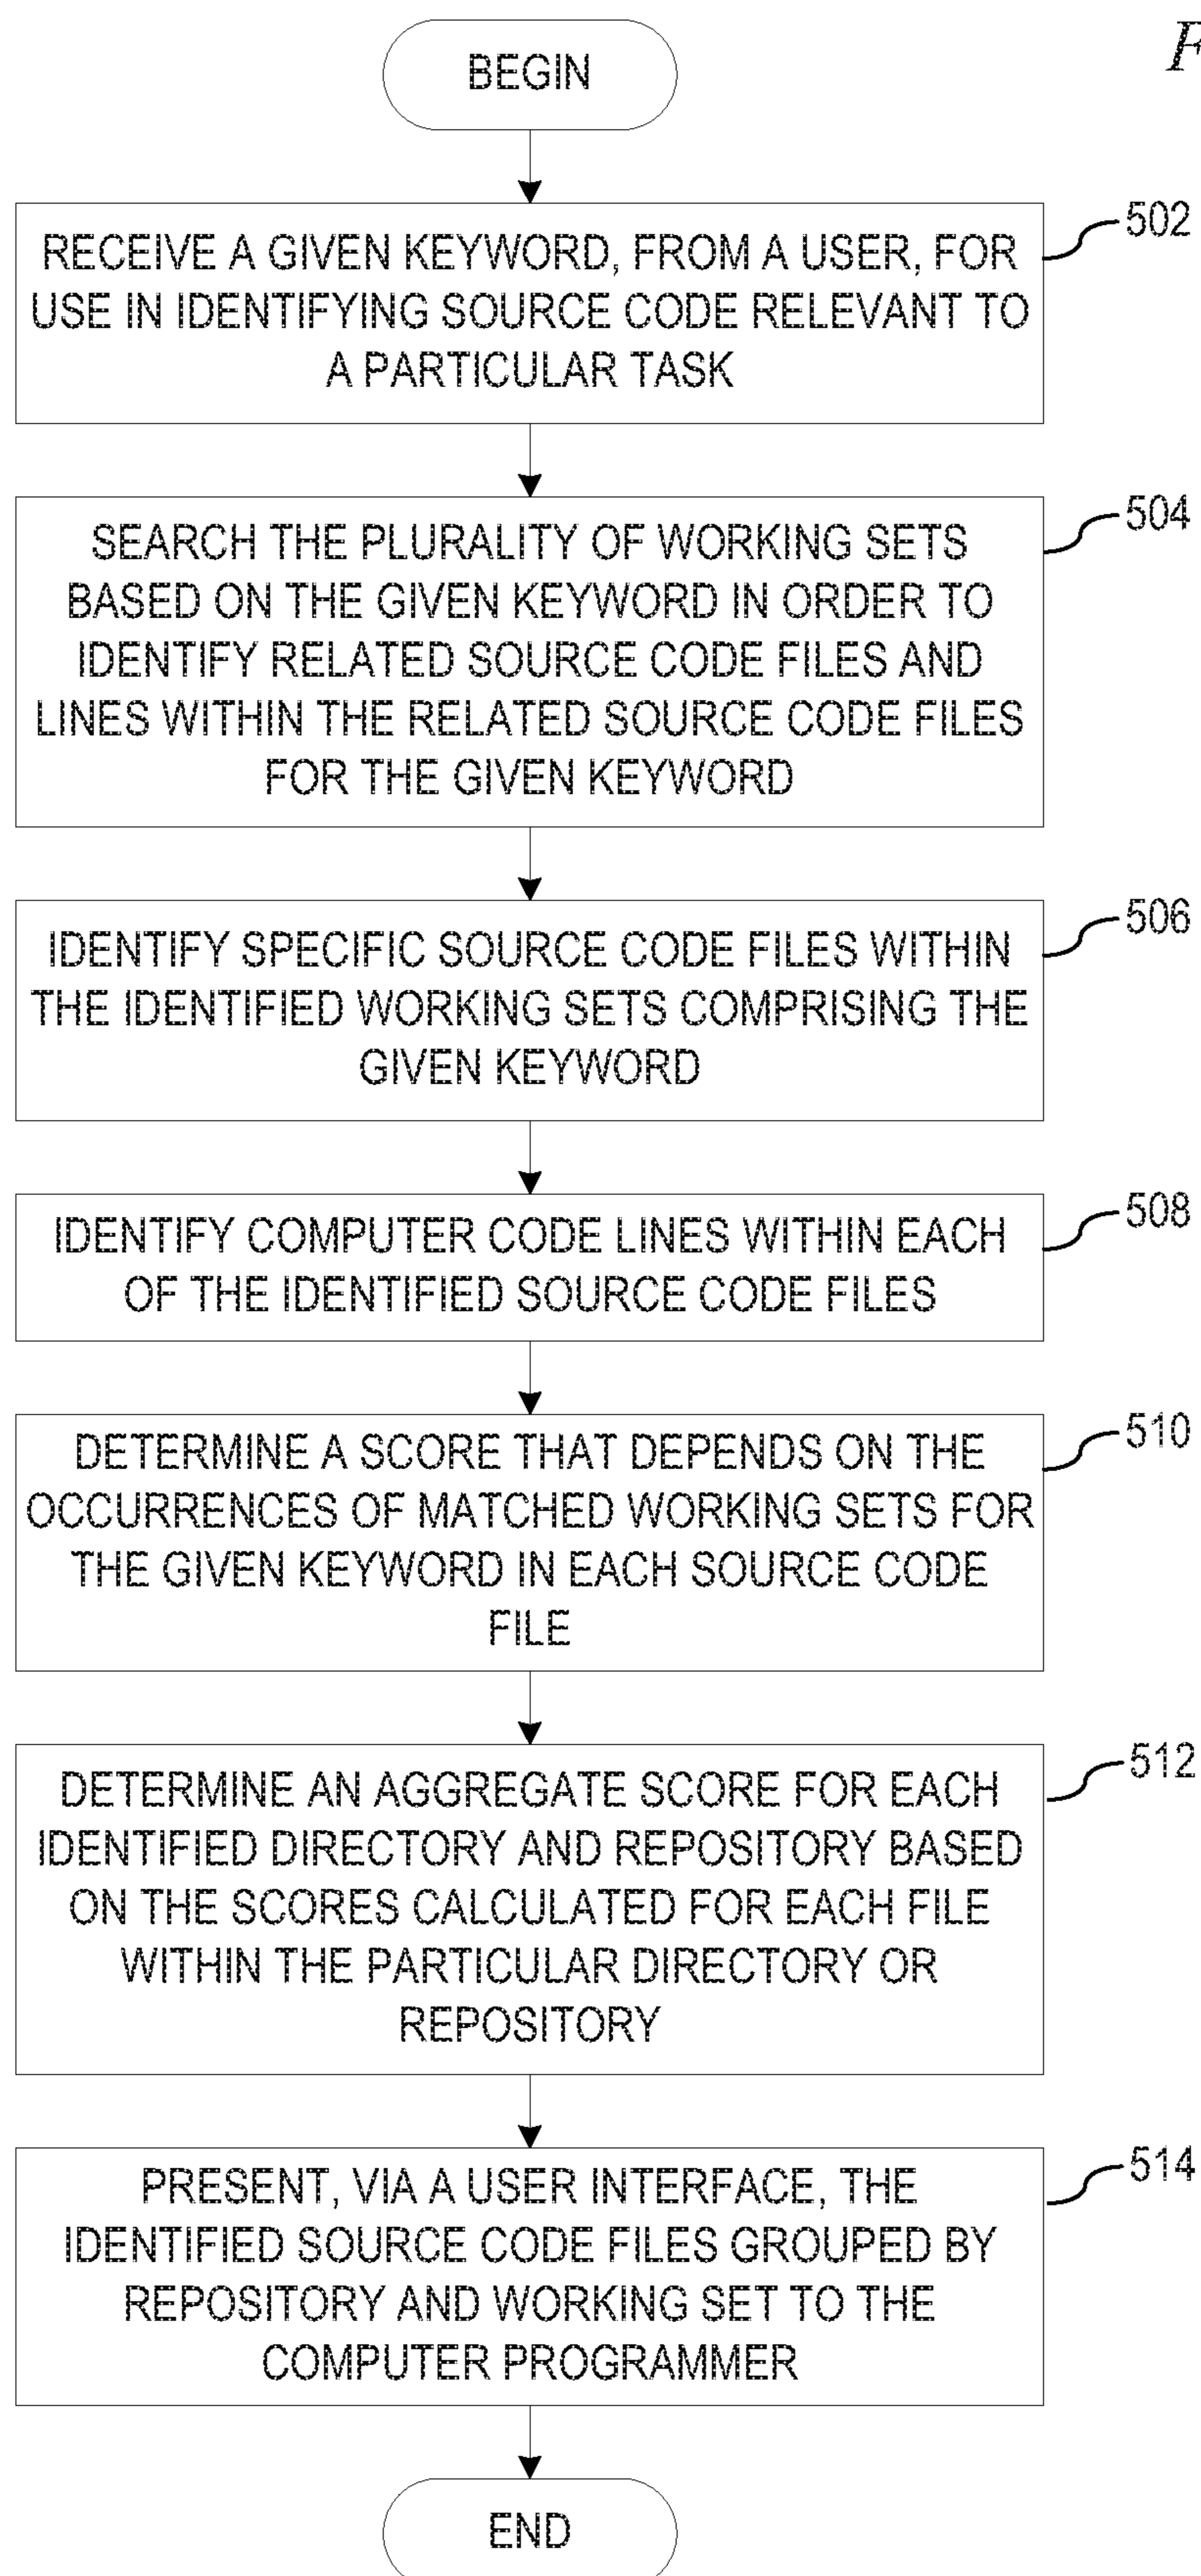 F
BEGIN
RECEIVE A GIVEN KEYWORD, FROM A USER, FOR
USE IN IDENTIFYING SOURCE CODE RELEVANT TO
A PARTICULAR TASK
502
SEARCH THE PLURALITY OF WORKING SETS
BASED ON THE GIVEN KEYWORD IN ORDER TO
IDENTIFY RELATED SOURCE CODE FILES AND
LINES WITHIN THE RELATED SOURCE CODE FILES
FOR THE GIVEN KEYWORD
504
IDENTIFY SPECIFIC SOURCE CODE FILES WITHIN
THE IDENTIFIED WORKING SETS COMPRISING THE
GIVEN KEYWORD
506
IDENTIFY COMPUTER CODE LINES WITHIN EACH
OF THE IDENTIFIED SOURCE CODE FILES
508
DETERMINE A SCORE THAT DEPENDS ON THE
OCCURRENCES OF MATCHED WORKING SETS FOR
THE GIVEN KEYWORD IN EACH SOURCE CODE
FILE
510
DETERMINE AN AGGREGATE SCORE FOR EACH
IDENTIFIED DIRECTORY AND REPOSITORY BASED
ON THE SCORES CALCULATED FOR EACH FILE
WITHIN THE PARTICULAR DIRECTORY OR
REPOSITORY
512
PRESENT, VIA A USER INTERFACE, THE
IDENTIFIED SOURCE CODE FILES GROUPED BY
REPOSITORY AND WORKING SET TO THE
COMPUTER PROGRAMMER
514
END